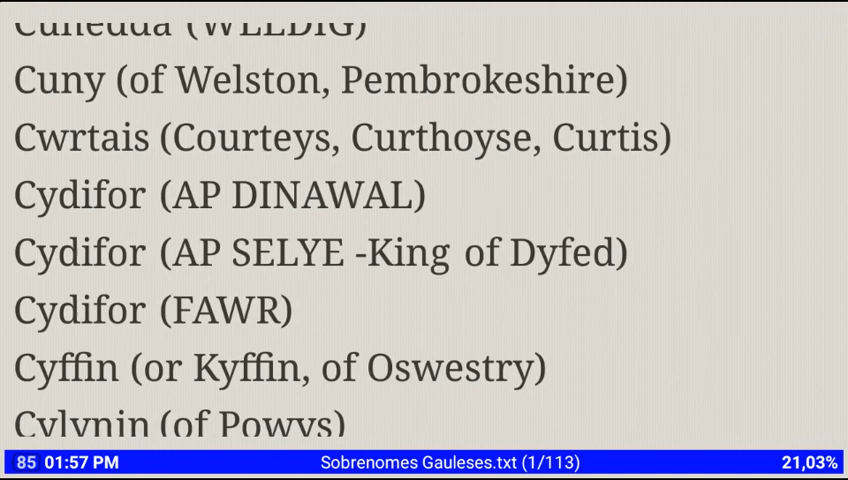 Cunedda (WLEDIG)
Cuny (of Welston, Pembrokeshire)
Cwrtais (Courteys, Curthoyse, Curtis)
Cydifor (AP DINAWAL)
Cydifor (AP SELYE -King of Dyfed)
Cydifor (FAWR)
Cyffin (or Kyffin, of Oswestry)
Cylynin (of Powys)
85 01:57 PM Sobrenomes Gauleses.txt (1/113) 21,03%